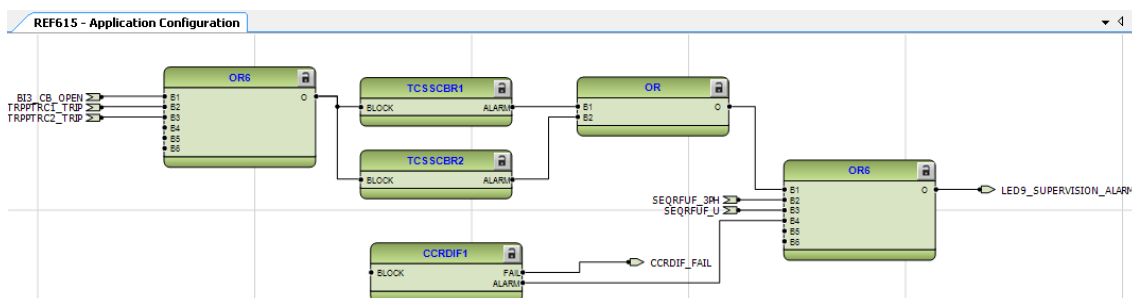 REF615 - Application Configuration
OR6
BI3_CB_OPEN
TRPPTRC1_TRIP
TRPPTRC2_TRIP
B1
B2
B3
B4
B5
B6
O
TCSSCBR1
BLOCK
ALARM
TCSSCBR2
BLOCK
ALARM
OR
B1
B2
O
OR6
SEQRFUF_3PH
SEQRFUF_U
B1
B2
B3
B4
B5
B6
O
LED9_SUPERVISION_ALARM
CCRDIF1
BLOCK
FAIL
ALARM
CCRDIF_FAIL